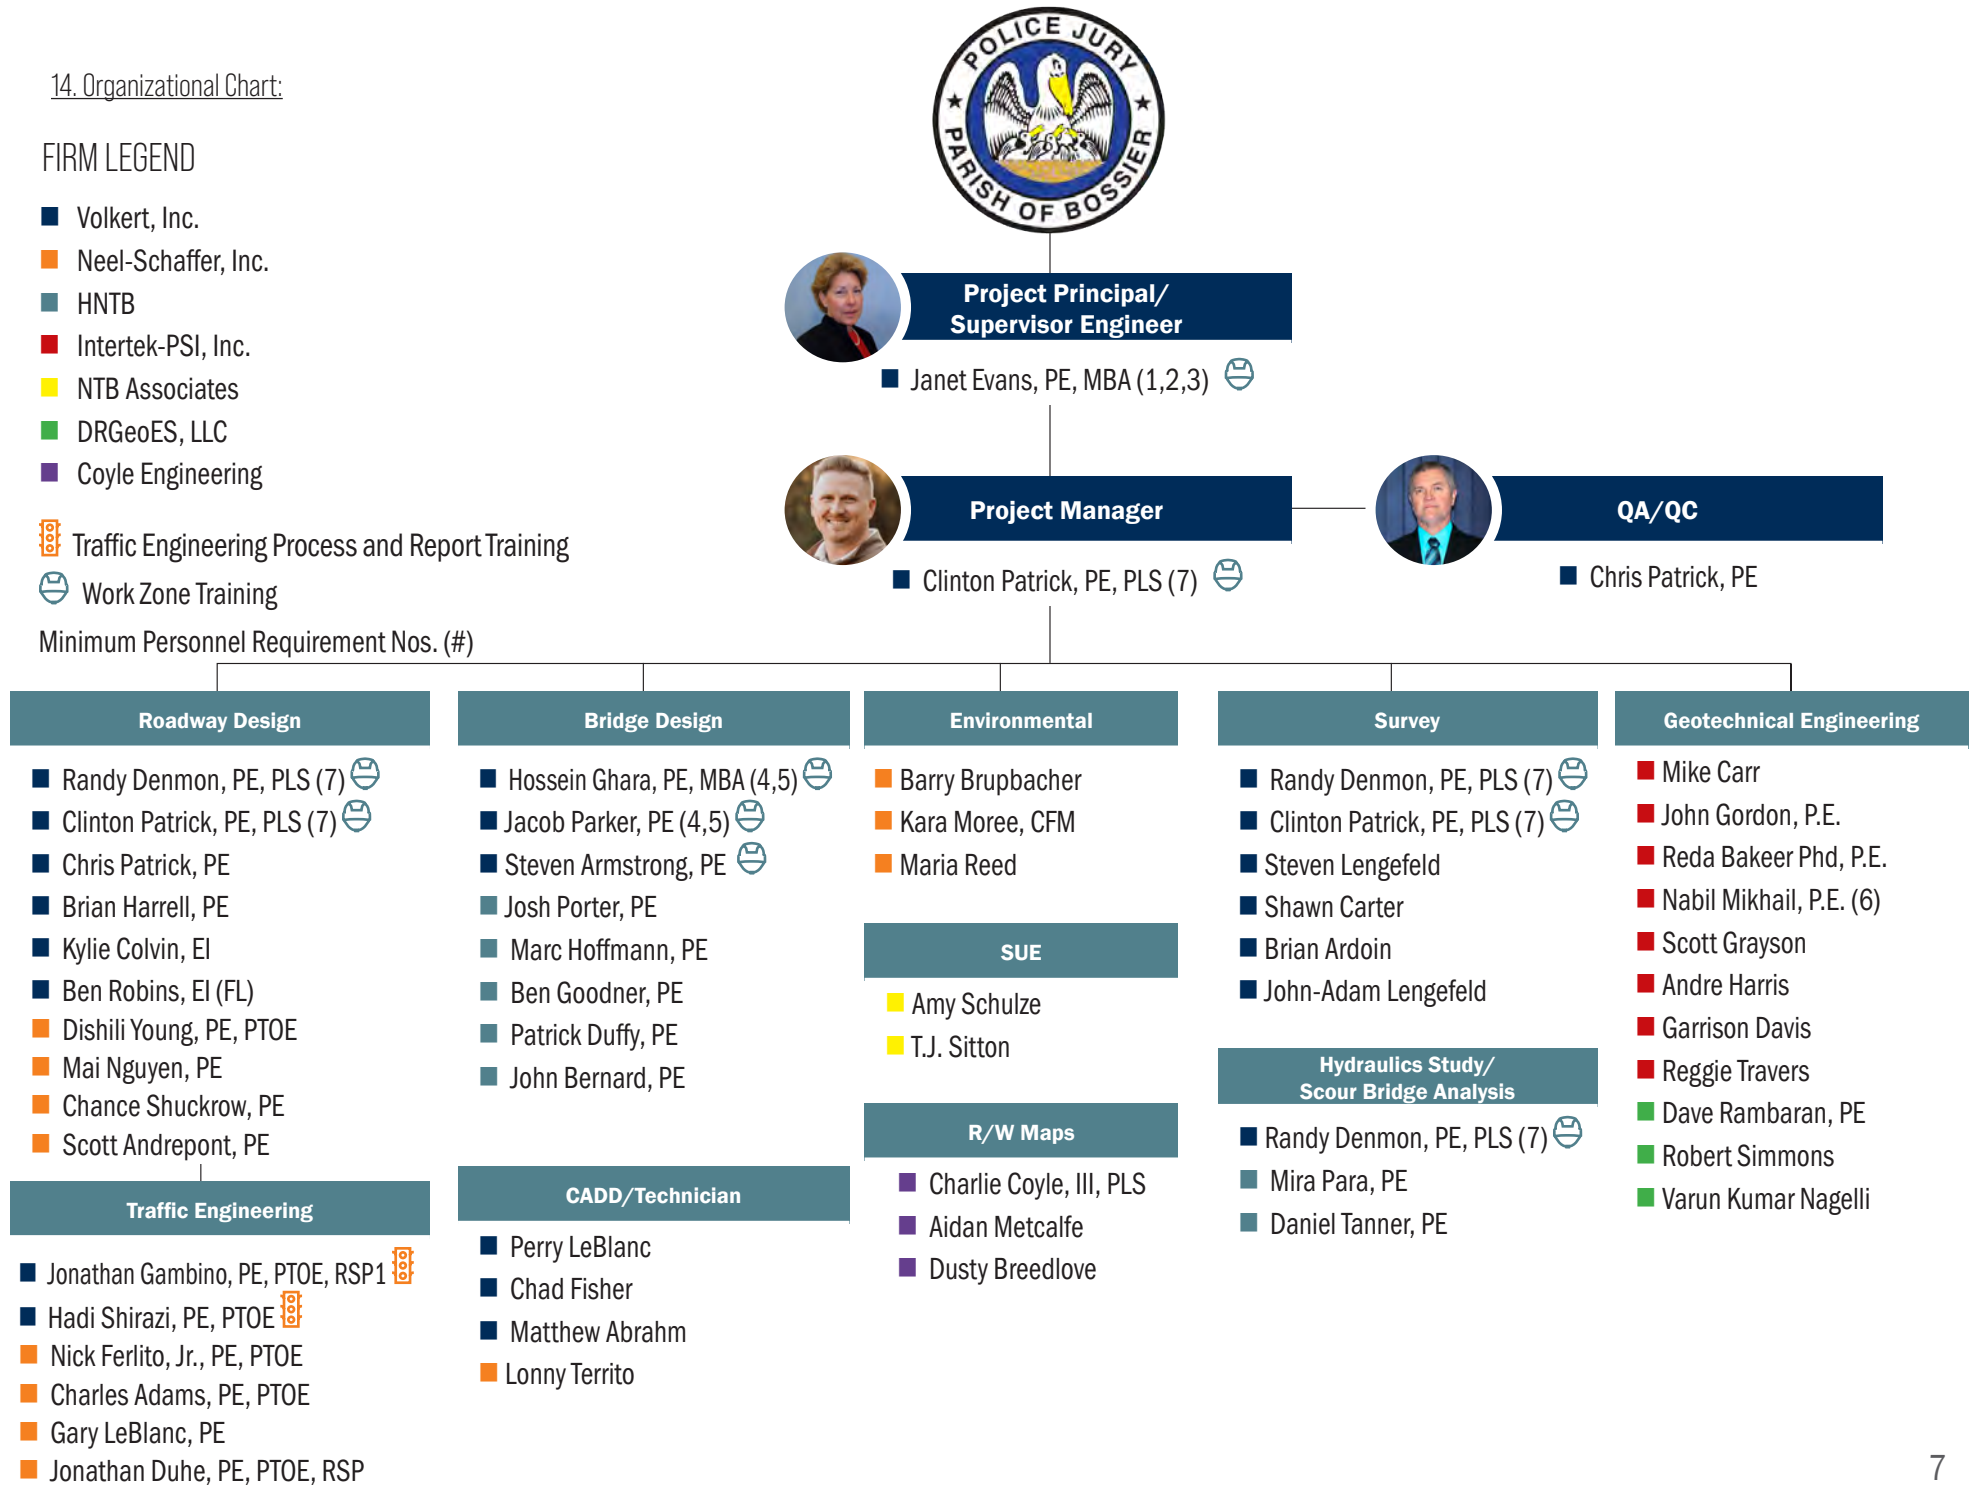 14. Organizational Chart:
POLICE JURY
PARISH OF BOSSIER
FIRM LEGEND
Volkert, Inc.
Neel-Schaffer, Inc.
HNTB
Intertek-PSI, Inc.
NTB Associates
DRGeoES, LLC
Coyle Engineering
Traffic Engineering Process and Report Training
Work Zone Training
Minimum Personnel Requirement Nos. (#)
Project Principal/
Supervisor Engineer
Janet Evans, PE, MBA (1,2,3)
Project Manager
Clinton Patrick, PE, PLS (7)
QA/QC
Chris Patrick, PE
Roadway Design
Randy Denmon, PE, PLS (7)
Clinton Patrick, PE, PLS (7)
Chris Patrick, PE
Brian Harrell, PE
Kylie Colvin, EI
Ben Robins, EI (FL)
Dishili Young, PE, PTOE
Mai Nguyen, PE
Chance Shuckrow, PE
Scott Andrepont, PE
Traffic Engineering
Jonathan Gambino, PE, PTOE, RSP1
Hadi Shirazi, PE, PTOE
Nick Ferlito, Jr., PE, PTOE
Charles Adams, PE, PTOE
Gary LeBlanc, PE
Jonathan Duhe, PE, PTOE, RSP
Bridge Design
Hossein Ghara, PE, MBA (4,5)
Jacob Parker, PE (4,5)
Steven Armstrong, PE
Josh Porter, PE
Marc Hoffmann, PE
Ben Goodner, PE
Patrick Duffy, PE
John Bernard, PE
CADD/Technician
Perry LeBlanc
Chad Fisher
Matthew Abrahm
Lonny Territo
Environmental
Barry Brupbacher
Kara Moree, CFM
Maria Reed
SUE
Amy Schulze
T.J. Sitton
R/W Maps
Charlie Coyle, III, PLS
Aidan Metcalfe
Dusty Breedlove
Survey
Randy Denmon, PE, PLS (7)
Clinton Patrick, PE, PLS (7)
Steven Lengefeld
Shawn Carter
Brian Ardoin
John-Adam Lengefeld
Hydraulics Study/
Scour Bridge Analysis
Randy Denmon, PE, PLS (7)
Mira Para, PE
Daniel Tanner, PE
Geotechnical Engineering
Mike Carr
John Gordon, P.E.
Reda Bakeer Phd, P.E.
Nabil Mikhail, P.E. (6)
Scott Grayson
Andre Harris
Garrison Davis
Reggie Travers
Dave Rambaran, PE
Robert Simmons
Varun Kumar Nagelli
7